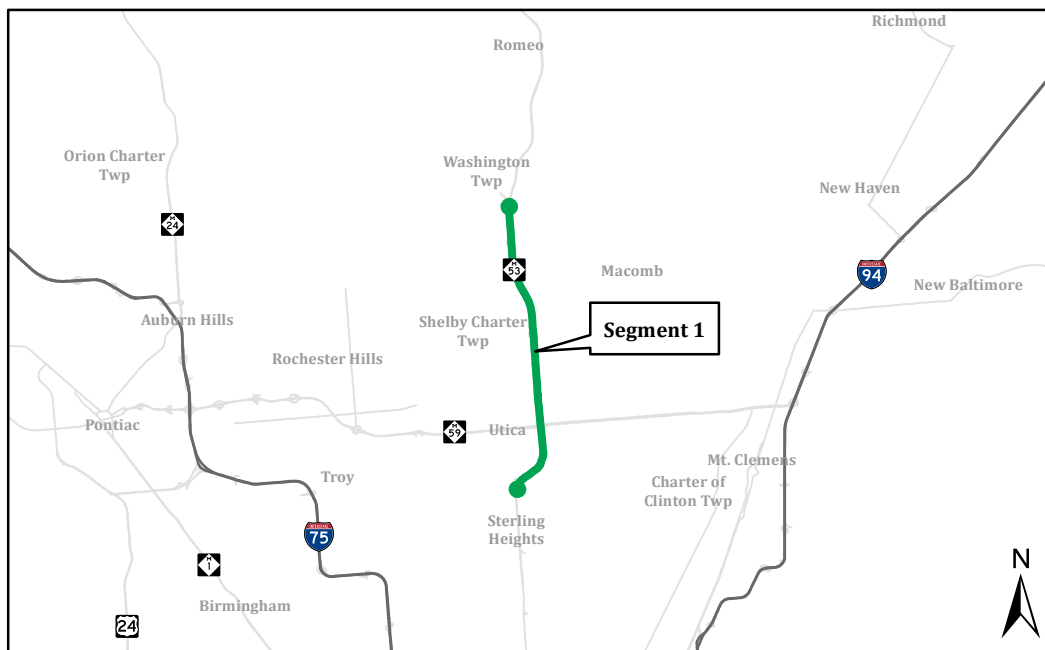 Richmond
Romeo
Orion Charter
Twp
Washington
Twp
New Haven
M
24
M
53
Macomb
INTERSTATE
94
New Baltimore
Auburn Hills
Shelby Charter
Twp
Segment 1
Rochester Hills
Pontiac
M
59
Utica
Mt. Clemens
Troy
Charter of
Clinton Twp
Sterling
Heights
INTERSTATE
75
M
1
Birmingham
24
N